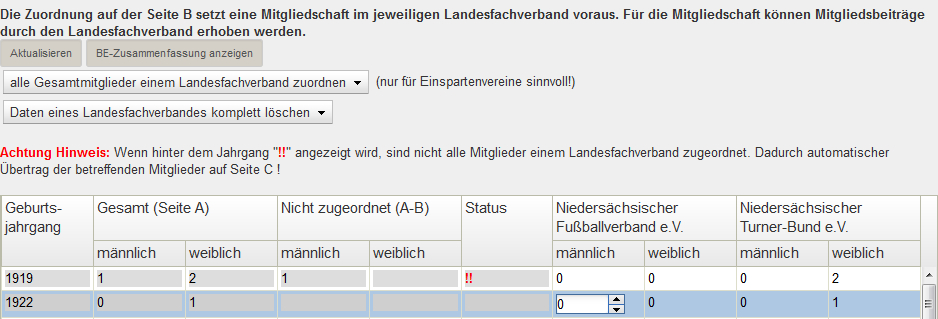 Die Zuordnung auf der Seite B setzt eine Mitgliedschaft im jeweiligen Landesfachverband voraus. Für die Mitgliedschaft können Mitgliedsbeiträge
durch den Landesfachverband erhoben werden.
Aktualisieren BE-Zusammenfassung anzeigen
alle Gesamtmitglieder einem Landesfachverband zuordnen (nur für Einspartenvereine sinnvoll!)
Daten eines Landesfachverbandes komplett löschen
Achtung Hinweis: Wenn hinter dem Jahrgang "!!" angezeigt wird, sind nicht alle Mitglieder einem Landesfachverband zugeordnet. Dadurch automatischer
Übertrag der betreffenden Mitglieder auf Seite C !
Geburts- Gesamt (Seite A) Nicht zugeordnet (A-B) Status Niedersächsischer Niedersächsischer
jahrgang Fußballverband e.V. Turner-Bund e.V.
männlich weiblich männlich weiblich männlich weiblich männlich weiblich
1919 1 2 1 !! 0 0 0 2
1922 0 1 0 0 0 1